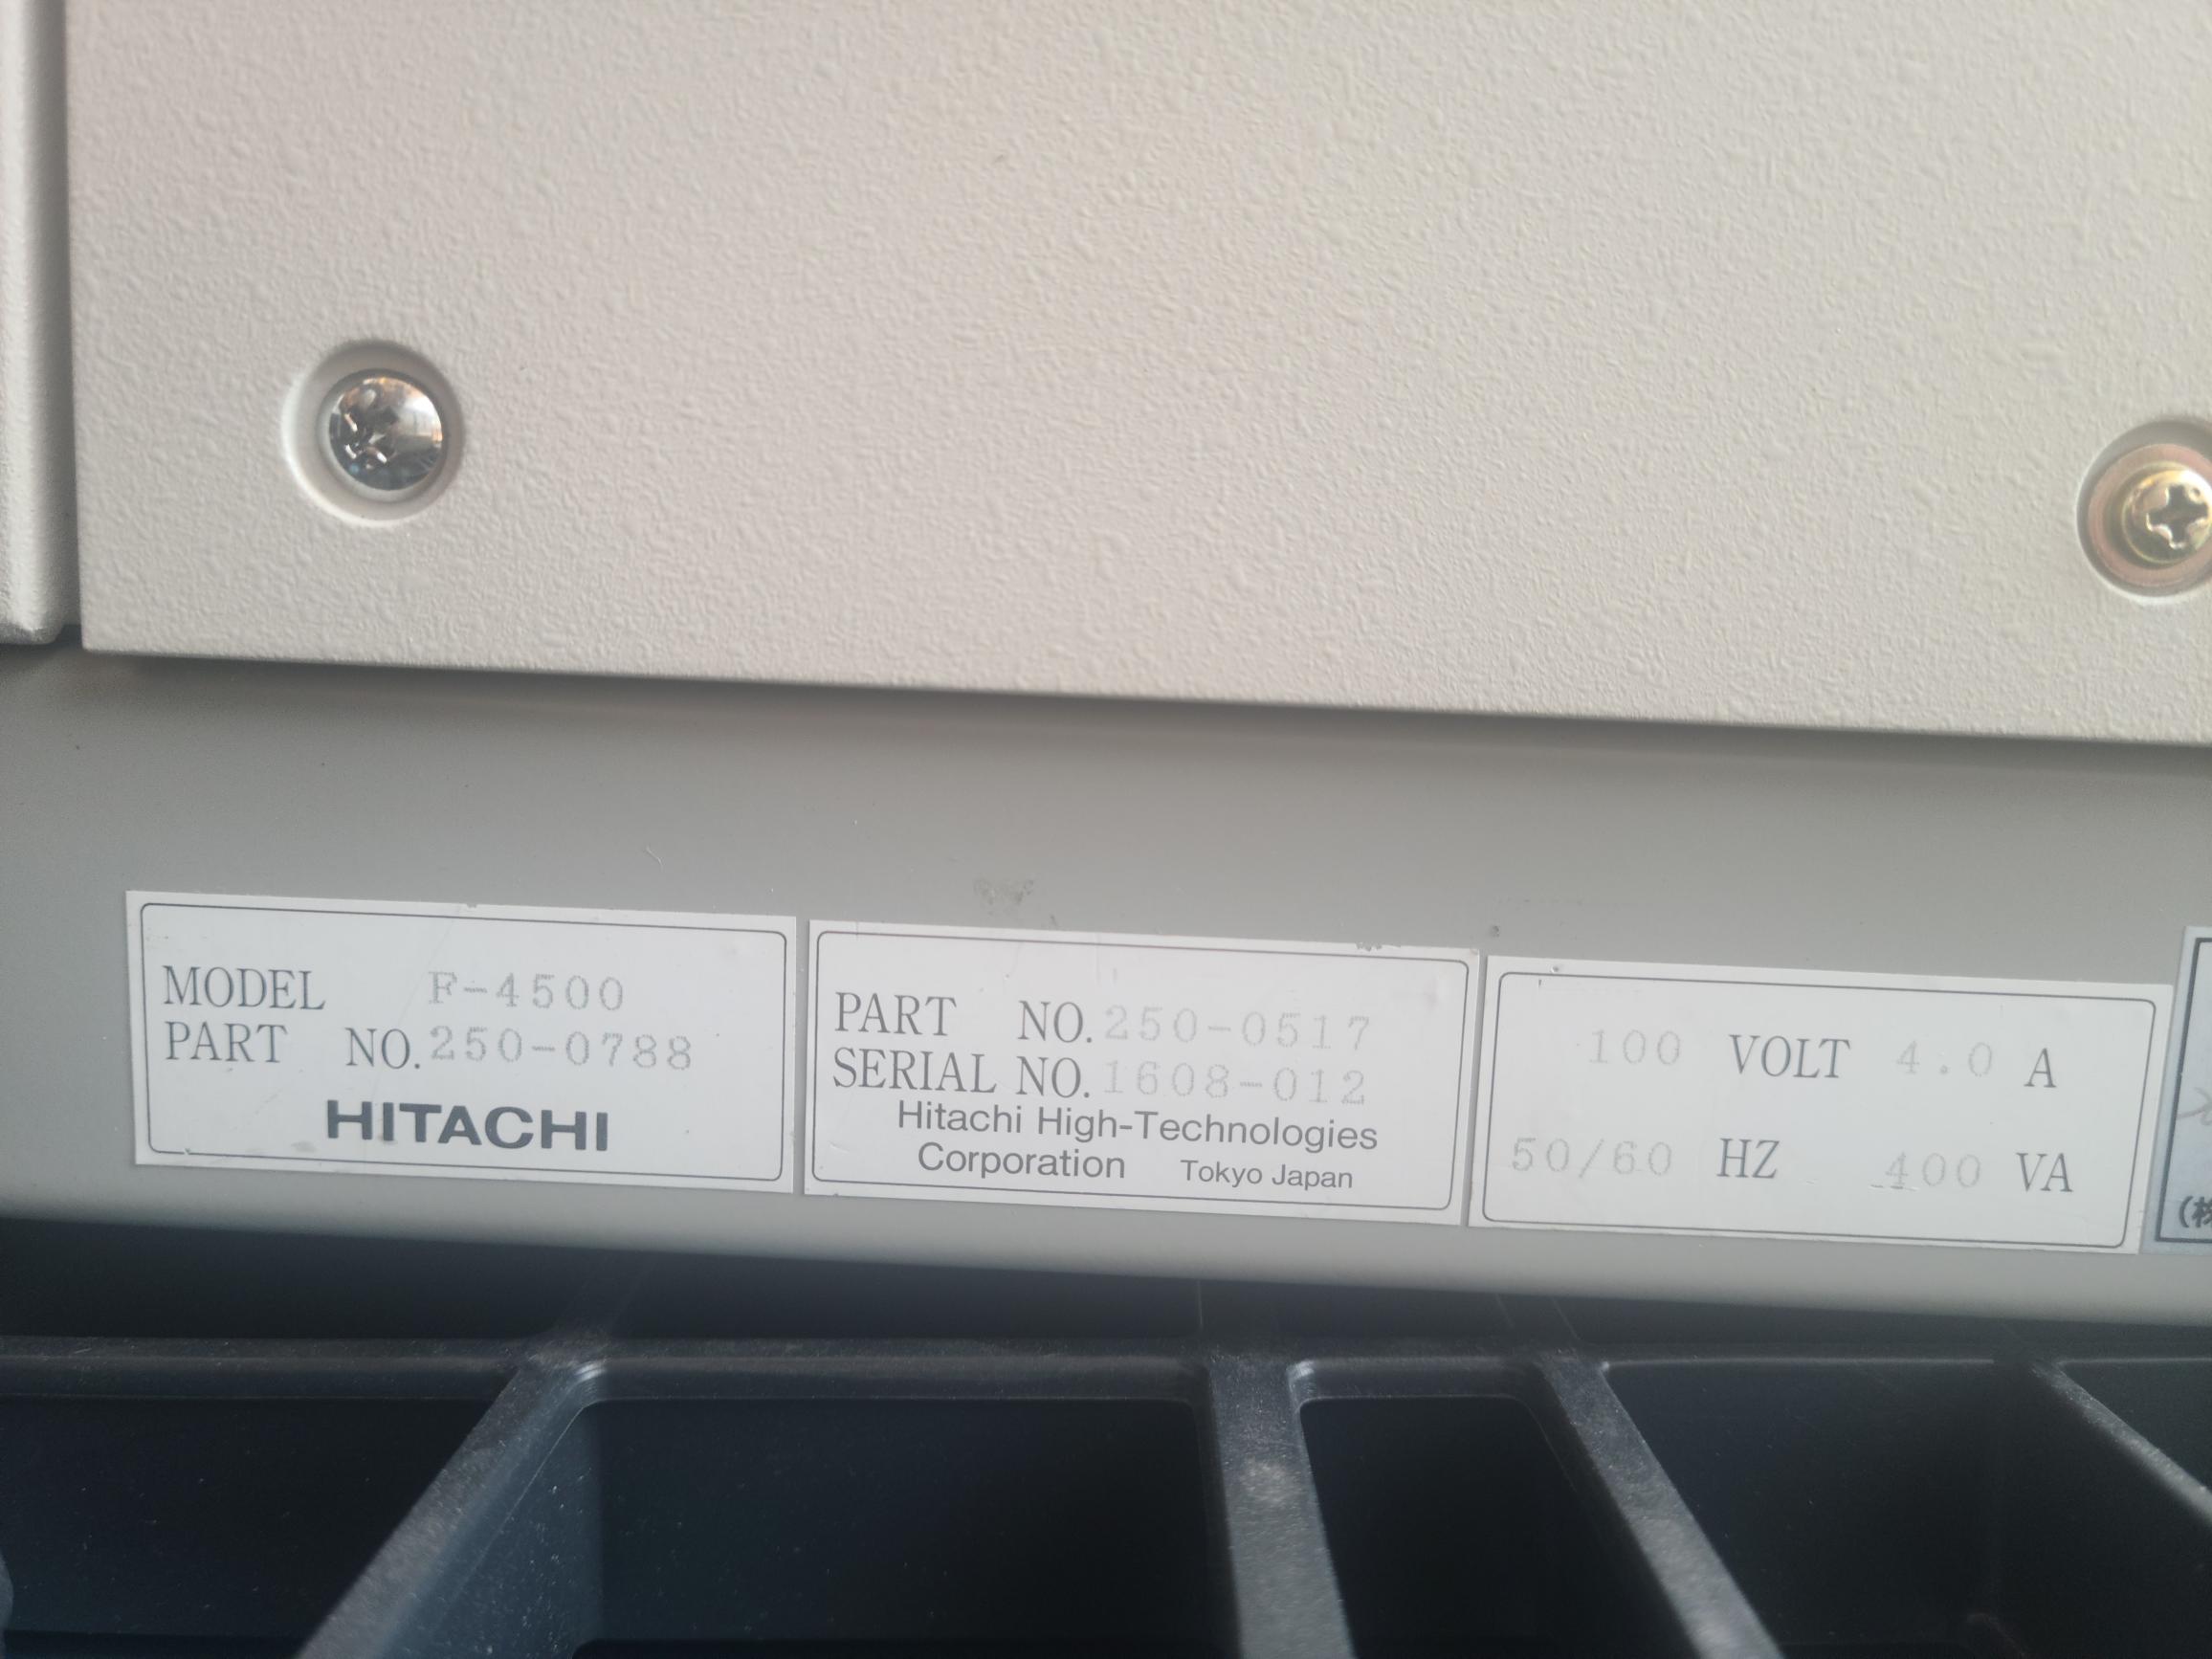 MODEL F-4500
PART NO.250-0788
HITACHI
PART NO.250-0517
SERIAL NO.1608-012
Hitachi High-Technologies
Corporation Tokyo Japan
100 VOLT 4.0 A
50/60 HZ 400 VA
(株